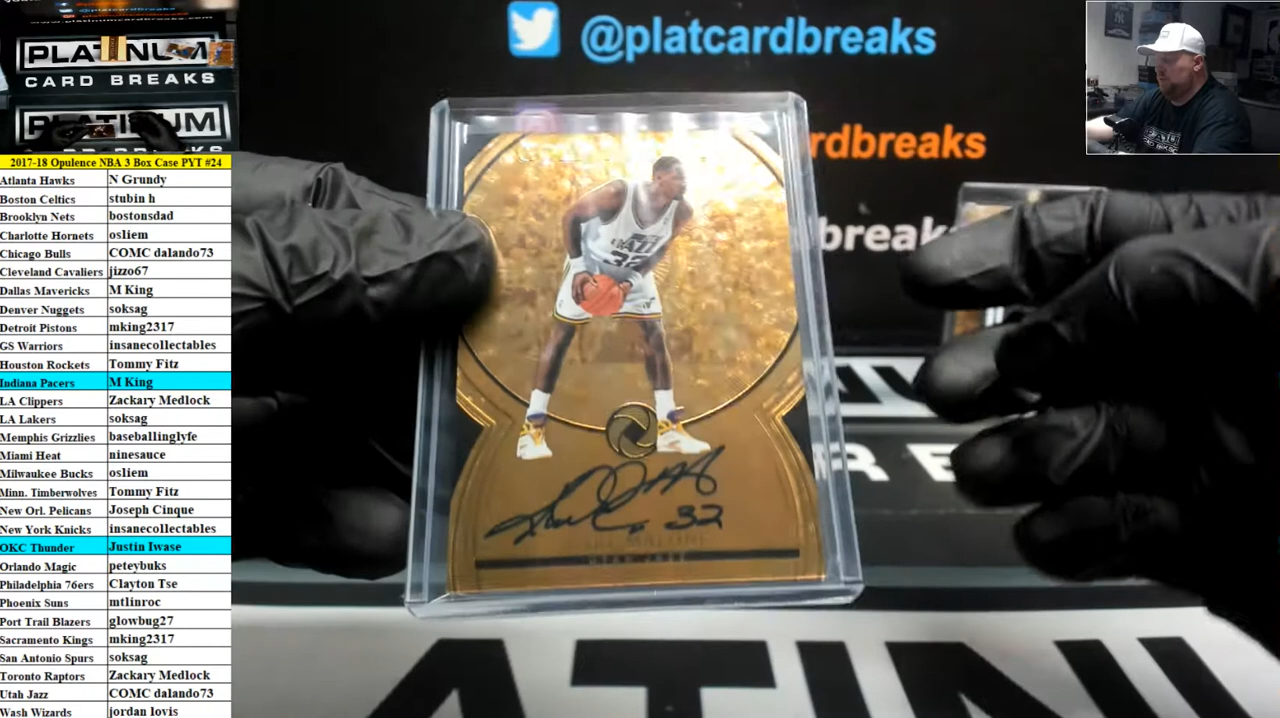 PLATINUM
CARD BREAKS
PLATINUM
2017-18 Opulence NBA 3 Box Case PYT #24
Atlanta Hawks N Grundy
Boston Celtics stubin h
Brooklyn Nets bostonsdad
Charlotte Hornets osliem
Chicago Bulls COMC dalando73
Cleveland Cavaliers jizzo67
Dallas Mavericks M King
Denver Nuggets soksag
Detroit Pistons mking2317
GS Warriors insanecollectables
Houston Rockets Tommy Fitz
Indiana Pacers M King
LA Clippers Zackary Medlock
LA Lakers soksag
Memphis Grizzlies baseballinglyfe
Miami Heat ninesauce
Milwaukee Bucks osliem
Minn. Timberwolves Tommy Fitz
New Orl. Pelicans Joseph Cinque
New York Knicks insanecollectables
OKC Thunder Justin Iwase
Orlando Magic peteybuks
Philadelphia 76ers Clayton Tse
Phoenix Suns mtlinroc
Port Trail Blazers glowbug27
Sacramento Kings mking2317
San Antonio Spurs soksag
Toronto Raptors Zackary Medlock
Utah Jazz COMC dalando73
Wash Wizards jordan lovis
@platcardbreaks
rdbreaks
breaks
32
32
UTAH JAZZ
RE
ATINU